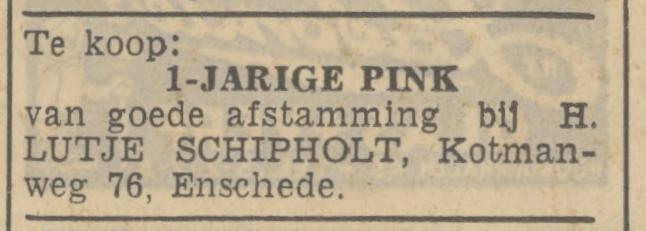 Te koop:
1-JARIGE PINK
van goede afstamming bij H.
LUTJE SCHIPHOLT, Kotman-
weg 76, Enschede.